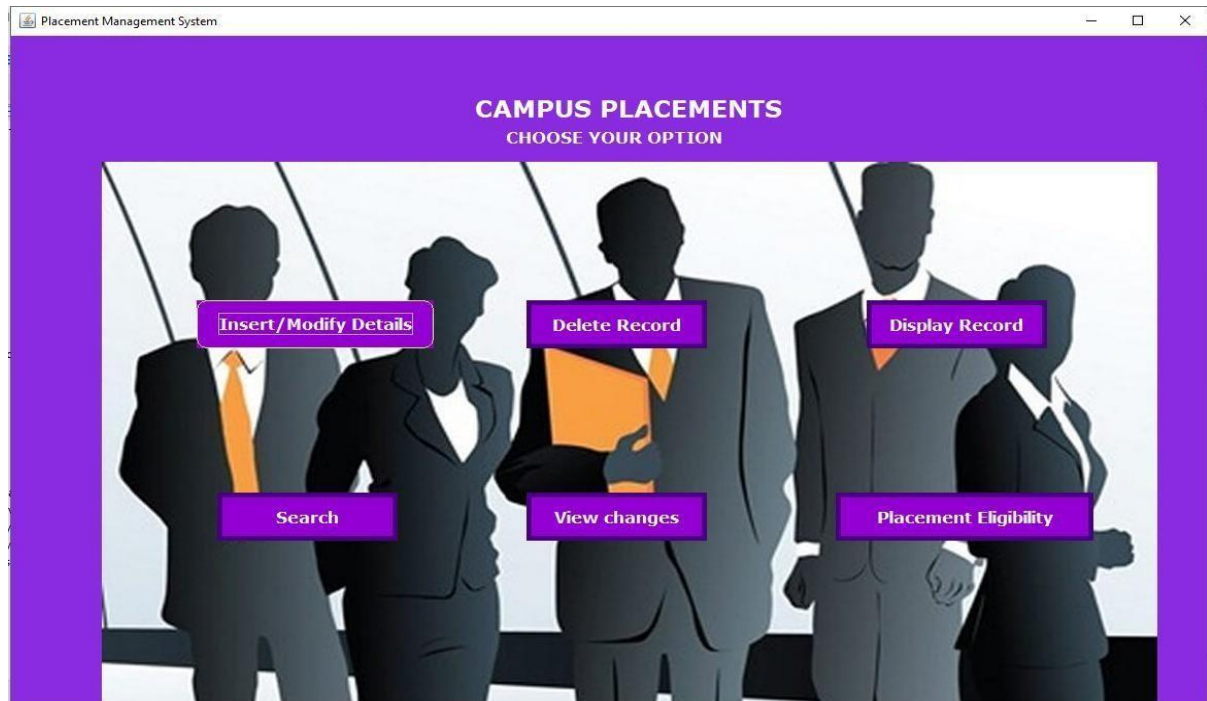 Placement Management System
CAMPUS PLACEMENTS
CHOOSE YOUR OPTION
Insert/Modify Details
Delete Record
Display Record
Search
View changes
Placement Eligibility